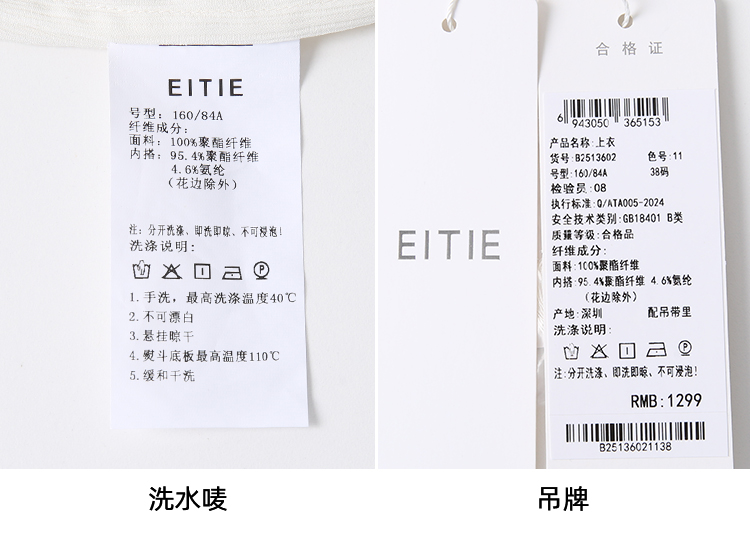 EITIE
号型: 160/84A
纤维成分:
面料: 100%聚酯纤维
内搭: 95.4%聚酯纤维
4.6%氨纶
(花边除外)
注: 分开洗涤、即洗即晾、不可浸泡!
洗涤说明:
1.手洗，最高洗涤温度40℃
2.不可漂白
3.悬挂晾干
4.熨斗底板最高温度110℃
5.缓和干洗
洗水唛
EITIE
合格证
6 943050 365153
产品名称:上衣
货号:B2513602 色号:11
号型:160/84A 38码
检验员:08
执行标准:Q/ATA005-2024
安全技术类别:GB18401 B类
质量等级:合格品
纤维成分:
面料:100%聚酯纤维
内搭:95.4%聚酯纤维 4.6%氨纶
(花边除外)
产地:深圳 配吊带里
洗涤说明:
注:分开洗涤、即洗即晾、不可浸泡!
RMB:1299
B25136021138
吊牌